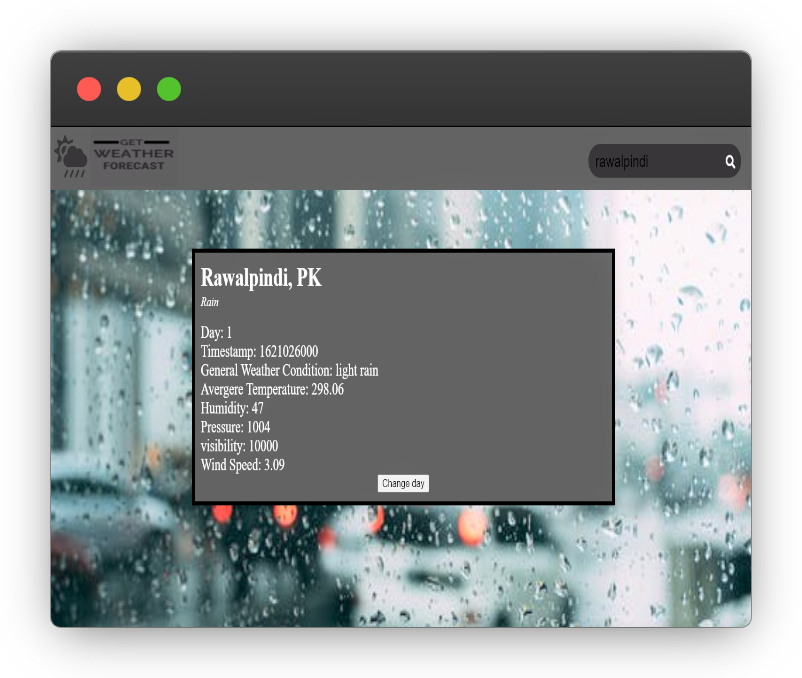 GET
WEATHER
FORECAST
rawalpindi
Rawalpindi, PK
Rain
Day: 1
Timestamp: 1621026000
General Weather Condition: light rain
Avergere Temperature: 298.06
Humidity: 47
Pressure: 1004
visibility: 10000
Wind Speed: 3.09
Change day